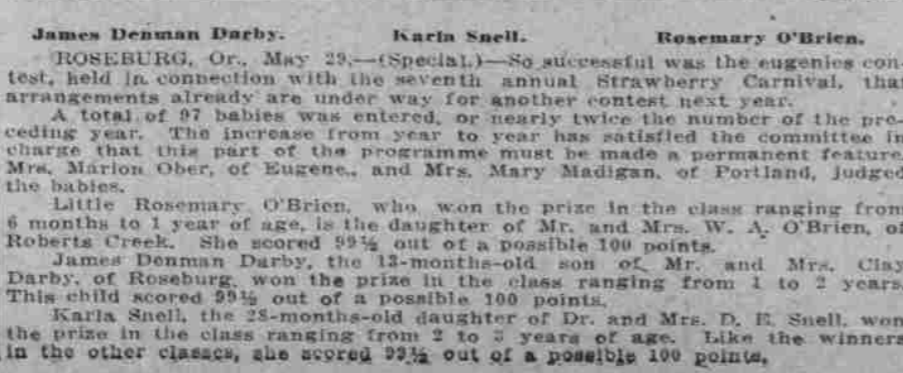 James Denman Darby. Karla Snell. Rosemary O'Brien.
ROSEBURG, Or., May 29.—(Special.)—So successful was the eugenics con-
test, held in connection with the seventh annual Strawberry Carnival, that
arrangements already are under way for another contest next year.
A total of 97 babies was entered, or nearly twice the number of the pre-
ceding year. The increase from year to year has satisfied the committee in
charge that this part of the programme must be made a permanent feature.
Mrs. Marion Ober, of Eugene., and Mrs. Mary Madigan, of Portland, judged
the babies.
Little Rosemary O'Brien, who won the prize in the class ranging from
6 months to 1 year of age, is the daughter of Mr. and Mrs. W. A. O'Brien, of
Roberts Creek. She scored 99½ out of a possible 100 points.
James Denman Darby, the 13-months-old son of Mr. and Mrs. Clay
Darby, of Roseburg, won the prize in the class ranging from 1 to 2 years.
This child scored 99½ out of a possible 100 points.
Karla Snell, the 28-months-old daughter of Dr. and Mrs. D. E. Snell, won
the prize in the class ranging from 2 to 3 years of age. Like the winners
in the other classes, she scored 99½ out of a possible 100 points.